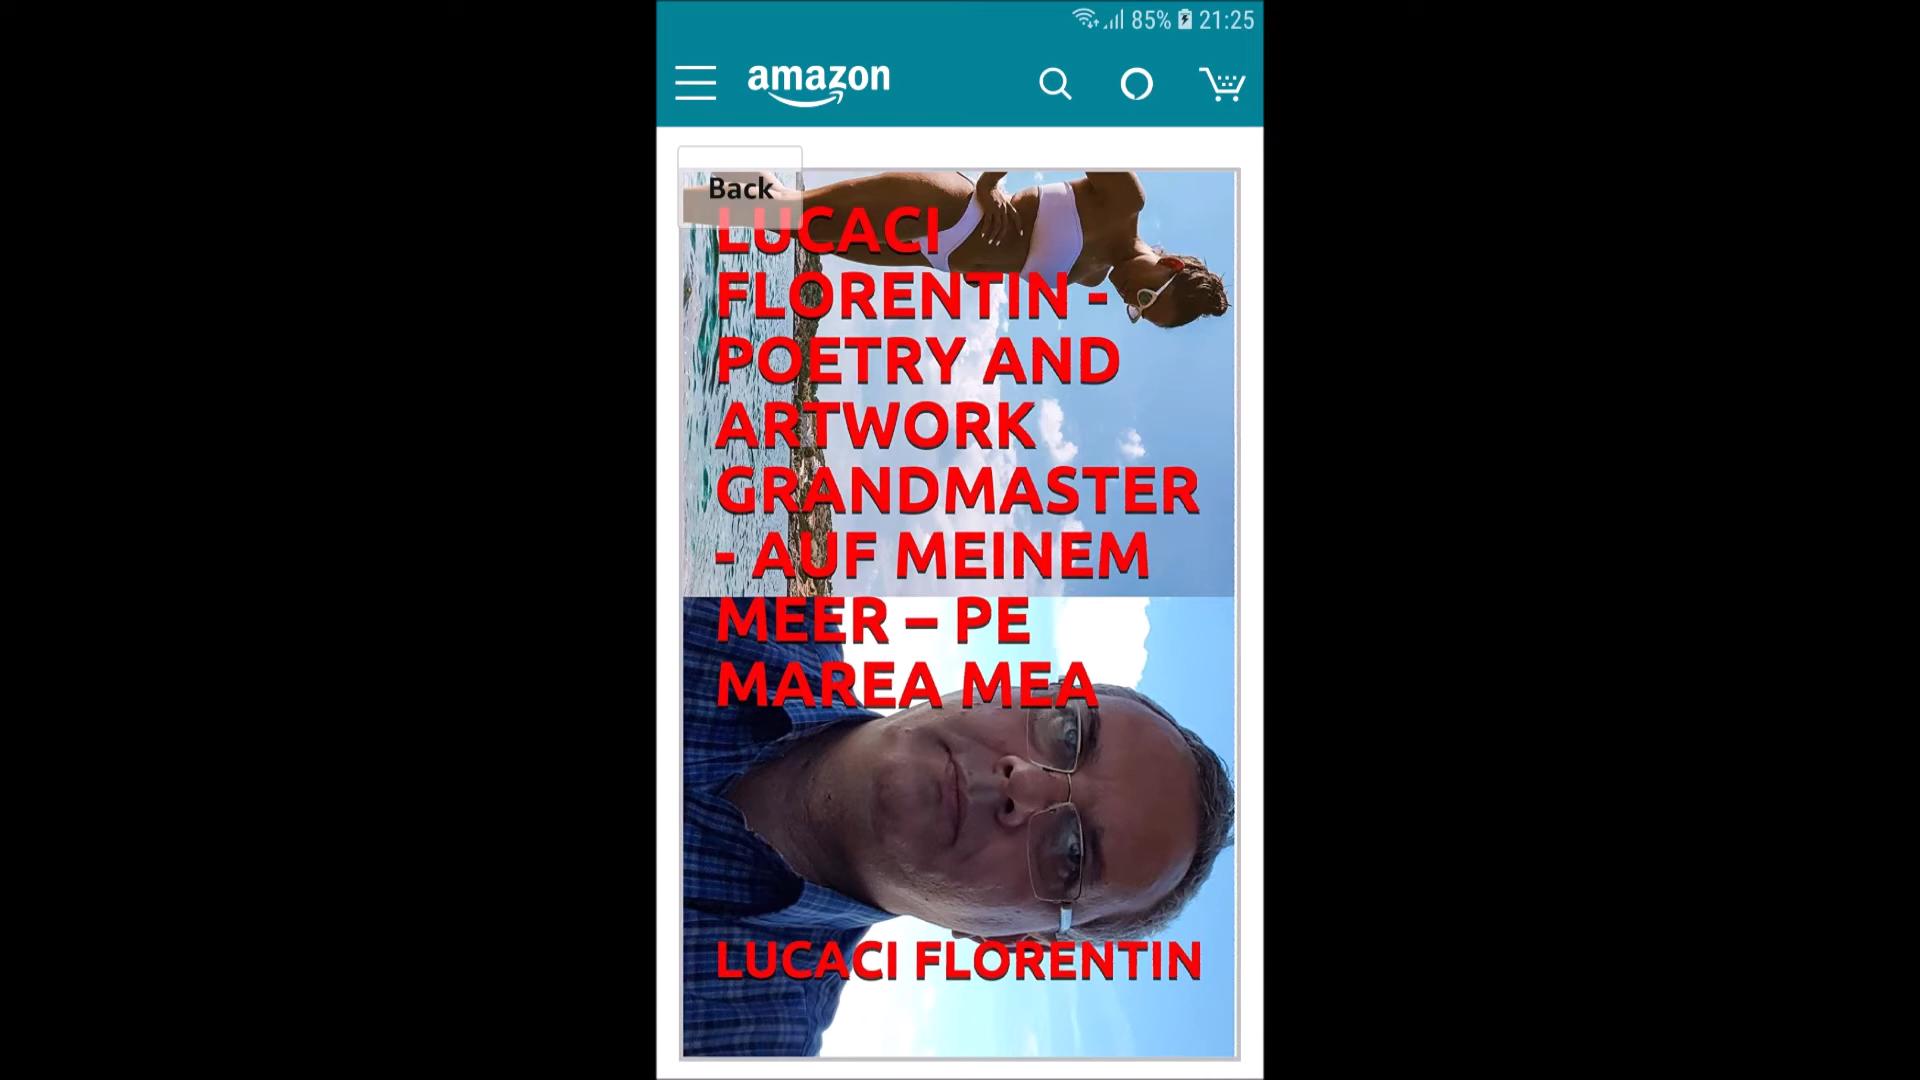 85% 21:25
amazon
Back
LUCACI
FLORENTIN -
POETRY AND
ARTWORK
GRANDMASTER
- AUF MEINEM
MEER – PE
MAREA MEA
LUCACI FLORENTIN